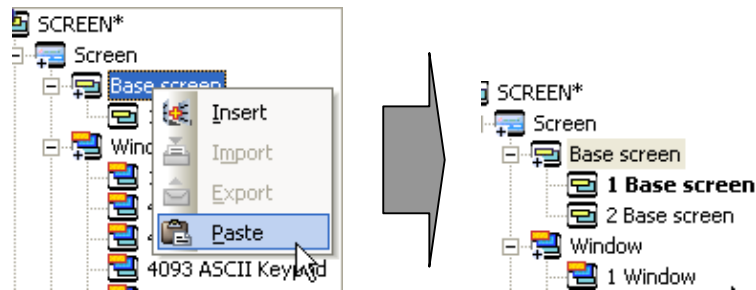 SCREEN*
Screen
Base screen
Insert
Import
Export
Paste
4093 ASCII Keypad
SCREEN*
Screen
Base screen
1 Base screen
2 Base screen
Window
1 Window